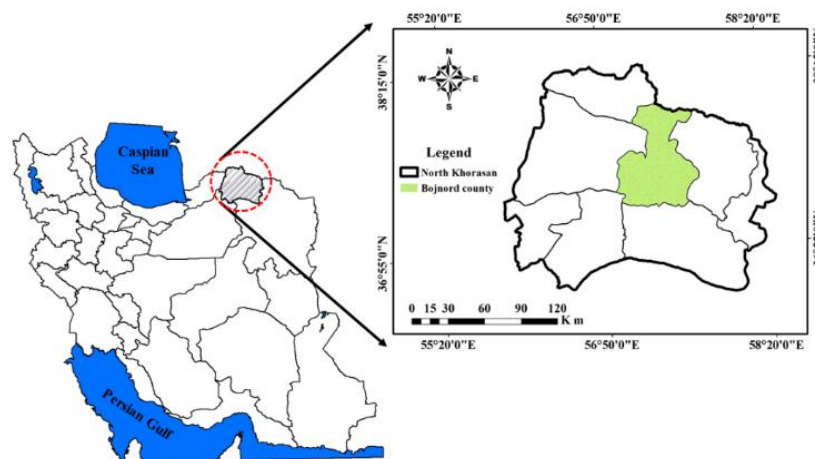 55°20'0"E
56°50'0"E
58°20'0"E
38°15'0"N
N
W
E
S
Legend
North Khorasan
Bojnord county
Caspian
Sea
36°55'0"N
0 15 30 60 90 120
K m
55°20'0"E
56°50'0"E
58°20'0"E
Persian Gulf